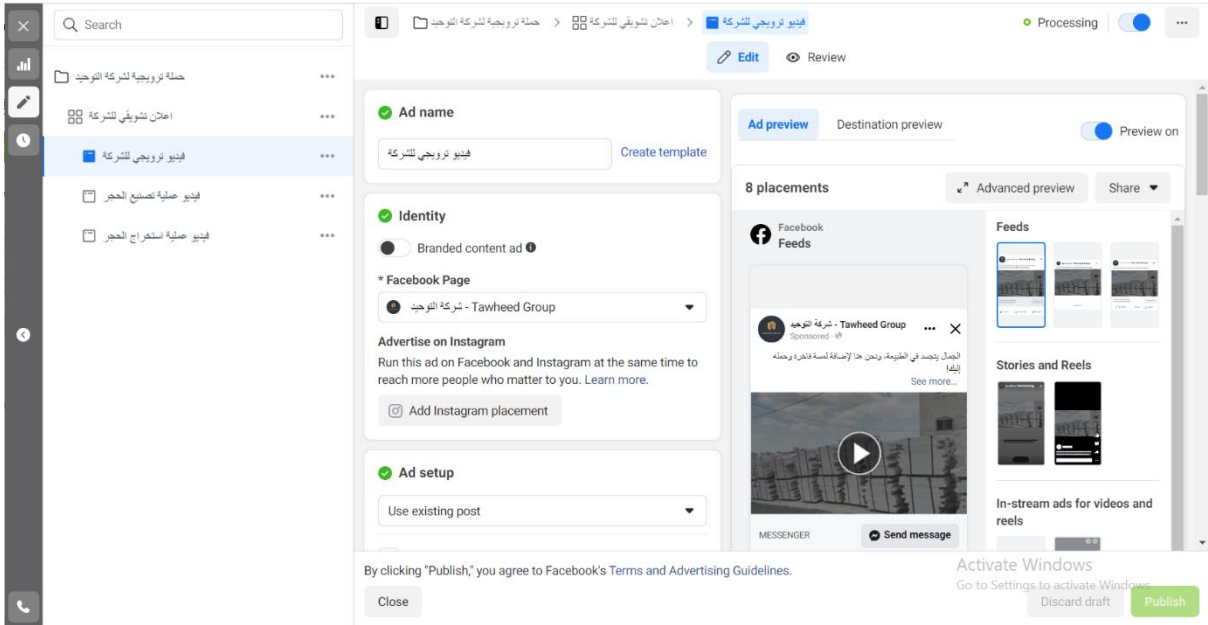 Search
حملة ترويجية لشركة التوحيد
اعلان تشويقي للشركة
فيديو ترويجي للشركة
فيديو عملية تصنيع الحجر
فيديو عملية استخراج الحجر
حملة ترويجية لشركة التوحيد > اعلان تشويقي للشركة > فيديو ترويجي للشركة
Processing
Edit
Review
Ad name
فيديو ترويجي للشركة
Create template
Identity
Branded content ad
* Facebook Page
شركة التوحيد - Tawheed Group
Advertise on Instagram
Run this ad on Facebook and Instagram at the same time to
reach more people who matter to you. Learn more.
Add Instagram placement
Ad setup
Use existing post
Ad preview
Destination preview
Preview on
8 placements
Advanced preview
Share
Facebook
Feeds
شركة التوحيد - Tawheed Group
Sponsored
الجمال يتجسد في الطبيعة، ونحن هنا لإضافة لمسة فاخرة وحمله
إليك!
See more...
MESSENGER
Send message
Feeds
Stories and Reels
In-stream ads for videos and
reels
By clicking "Publish," you agree to Facebook's Terms and Advertising Guidelines.
Close
Activate Windows
Go to Settings to activate Windows.
Discard draft
Publish